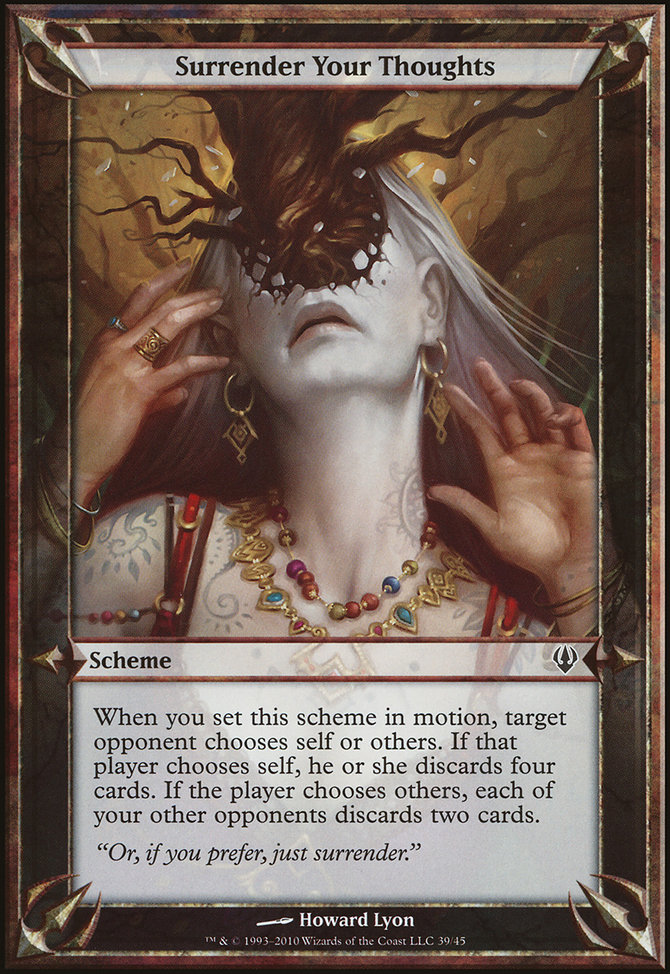 Surrender Your Thoughts
Scheme
When you set this scheme in motion, target
opponent chooses self or others. If that
player chooses self, he or she discards four
cards. If the player chooses others, each of
your other opponents discards two cards.
“Or, if you prefer, just surrender.”
Howard Lyon
™ & © 1993–2010 Wizards of the Coast LLC 39/45